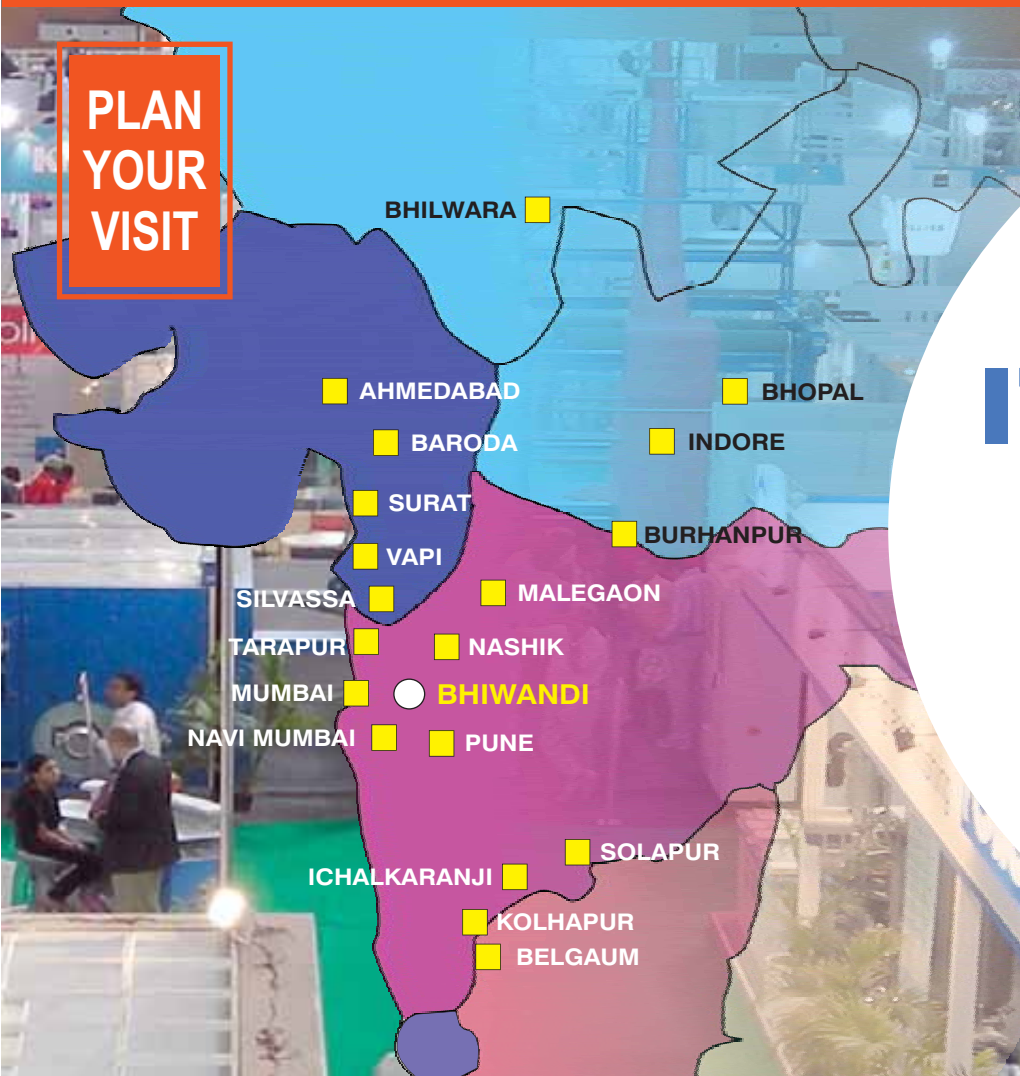 PLAN
YOUR
VISIT
BHILWARA
AHMEDABAD
BHOPAL
BARODA
INDORE
SURAT
BURHANPUR
VAPI
SILVASSA
MALEGAON
TARAPUR
NASHIK
MUMBAI
BHIWANDI
NAVI MUMBAI
PUNE
SOLAPUR
ICHALKARANJI
KOLHAPUR
BELGAUM